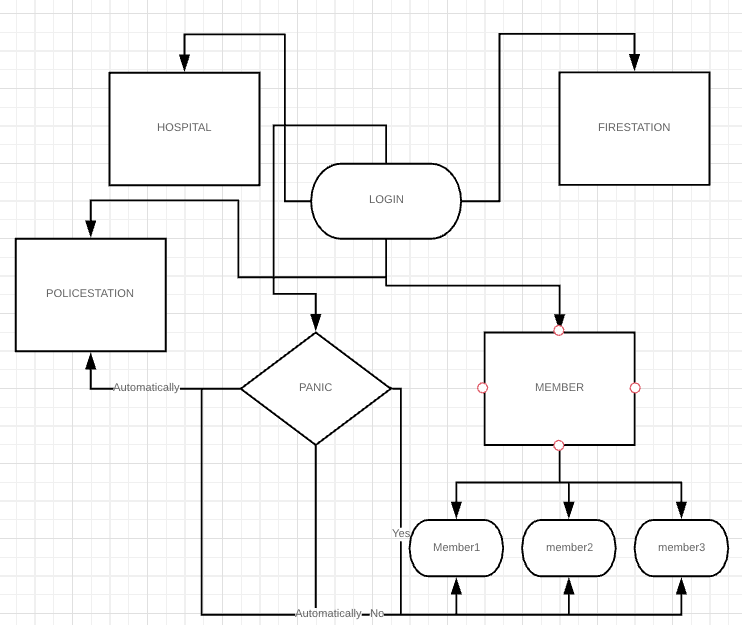 HOSPITAL
FIRESTATION
LOGIN
POLICESTATION
PANIC
MEMBER
Automatically
Yes
Member1
member2
member3
Automatically
No